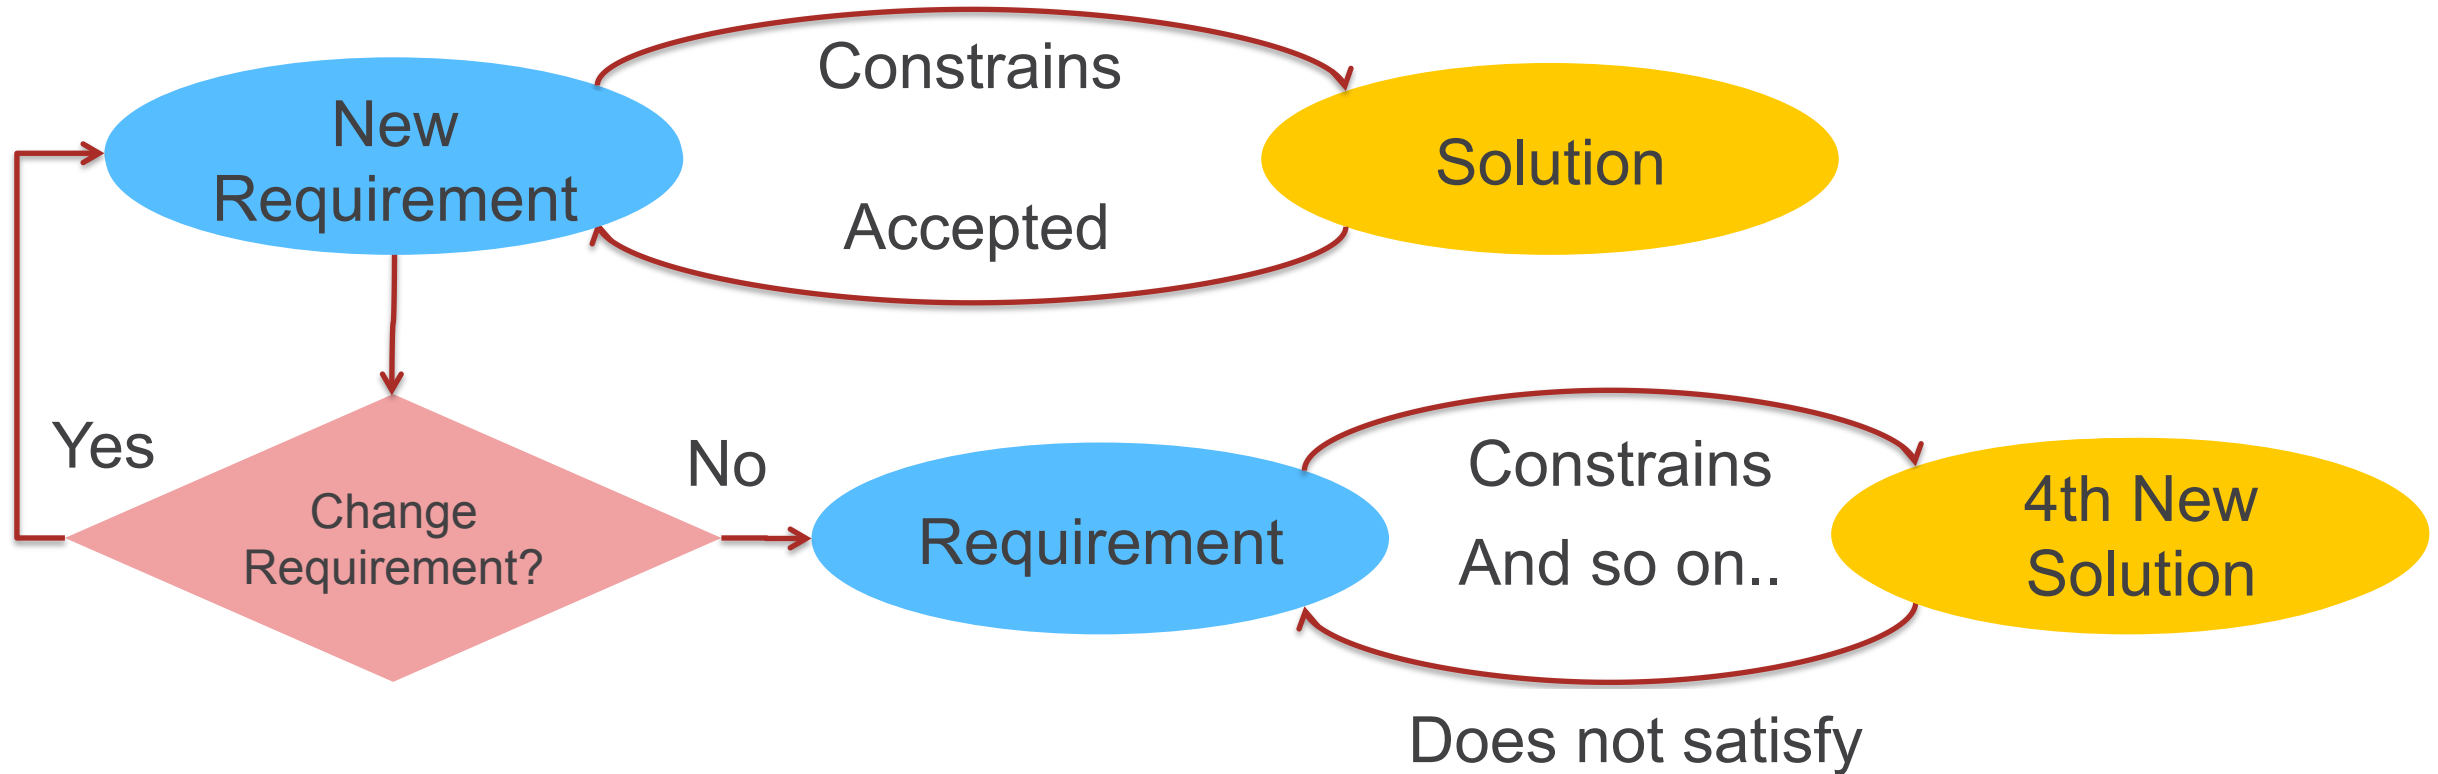 Constrains
New
Requirement
Solution
Accepted
Yes
No
Change
Requirement?
Requirement
Constrains
And so on..
4th New
Solution
Does not satisfy